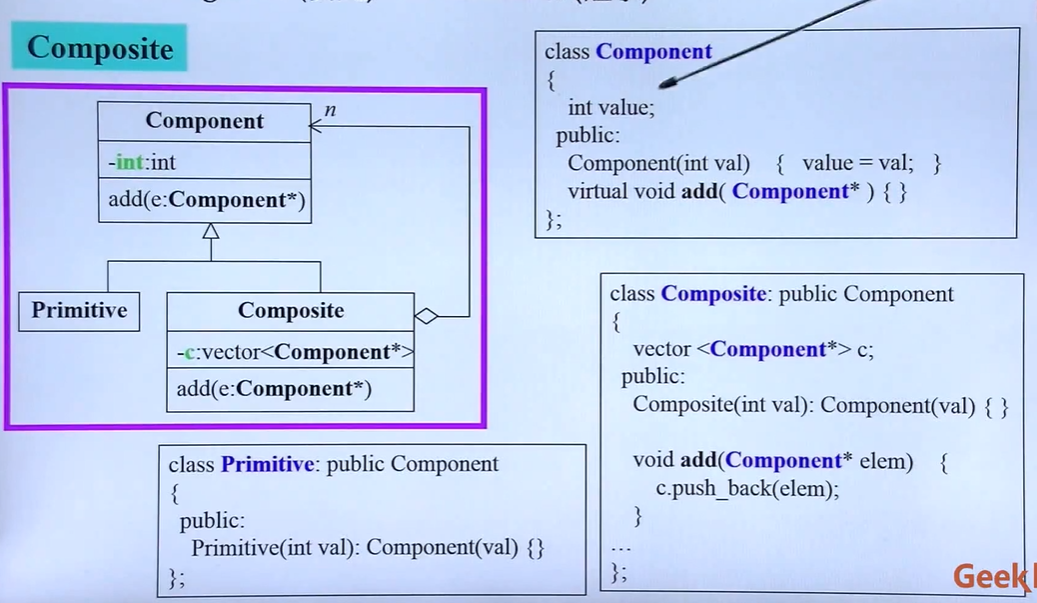 Composite
Component
n
-int:int
add(e:Component*)
Primitive
Composite
-c:vector<Component*>
add(e:Component*)
class Component
{
int value;
public:
Component(int val) { value = val; }
virtual void add( Component* ) { }
};
class Primitive: public Component
{
public:
Primitive(int val): Component(val) {}
};
class Composite: public Component
{
vector <Component*> c;
public:
Composite(int val): Component(val) { }
void add(Component* elem) {
c.push_back(elem);
}
...
};
Geek